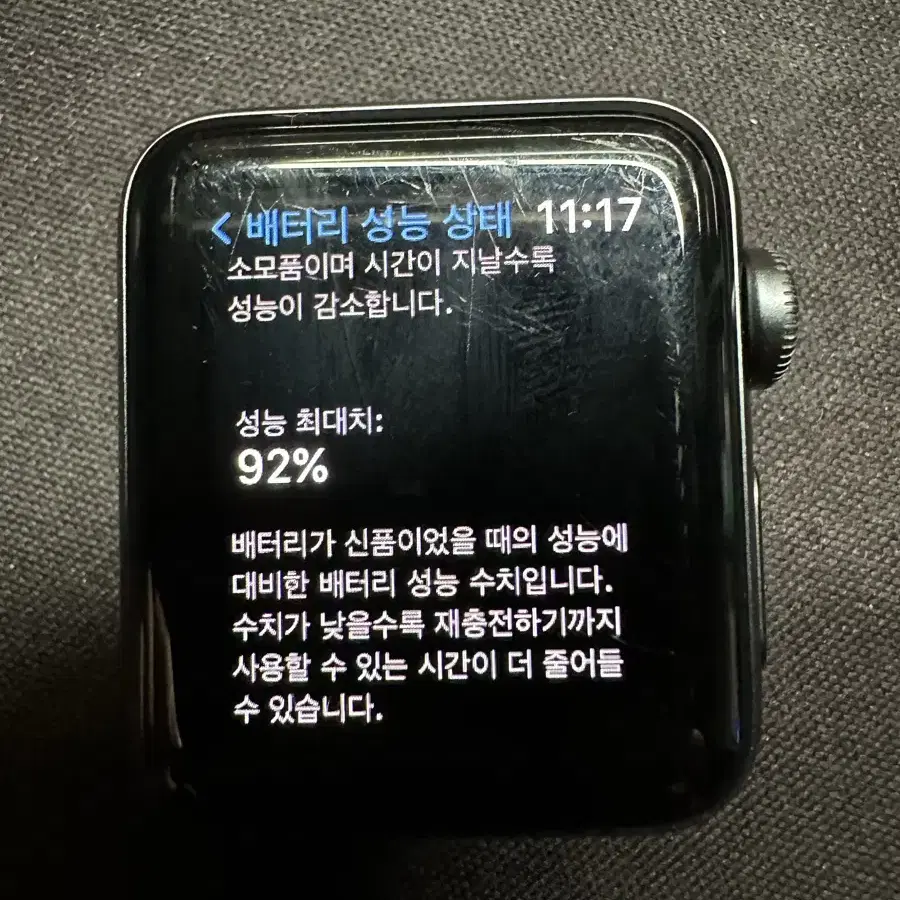 < 배터리 성능 상태 11:17
소모품이며 시간이 지날수록
성능이 감소합니다.
성능 최대치:
92%
배터리가 신품이었을 때의 성능에
대비한 배터리 성능 수치입니다.
수치가 낮을수록 재충전하기까지
사용할 수 있는 시간이 더 줄어들
수 있습니다.